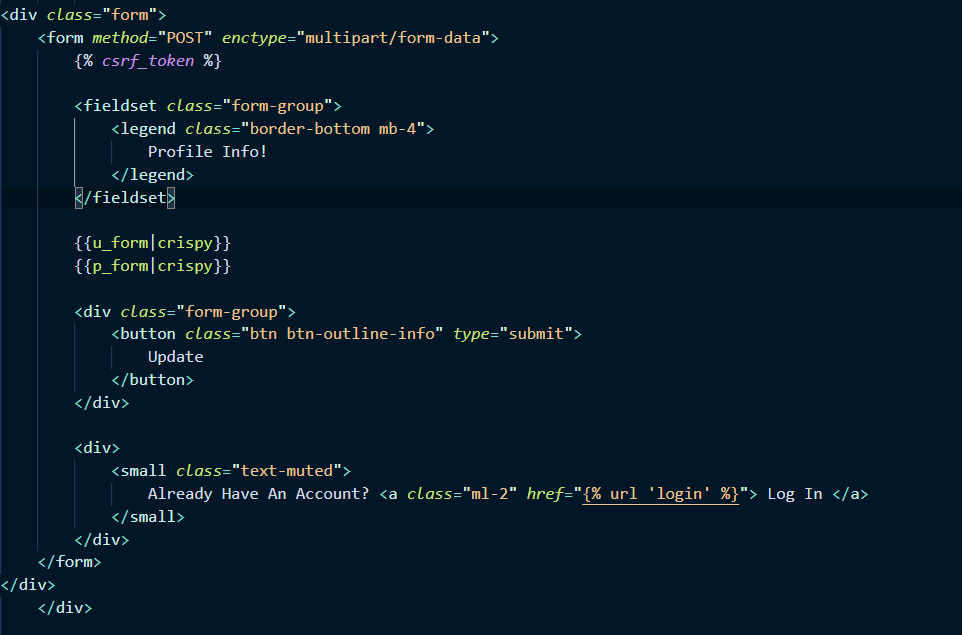 <div class="form">
<form method="POST" enctype="multipart/form-data">
{% csrf_token %}
<fieldset class="form-group">
<legend class="border-bottom mb-4">
Profile Info!
</legend>
</fieldset>
{{u_form|crispy}}
{{p_form|crispy}}
<div class="form-group">
<button class="btn btn-outline-info" type="submit">
Update
</button>
</div>
<div>
<small class="text-muted">
Already Have An Account? <a class="ml-2" href="{% url 'login' %}"> Log In </a>
</small>
</div>
</form>
</div>
</div>